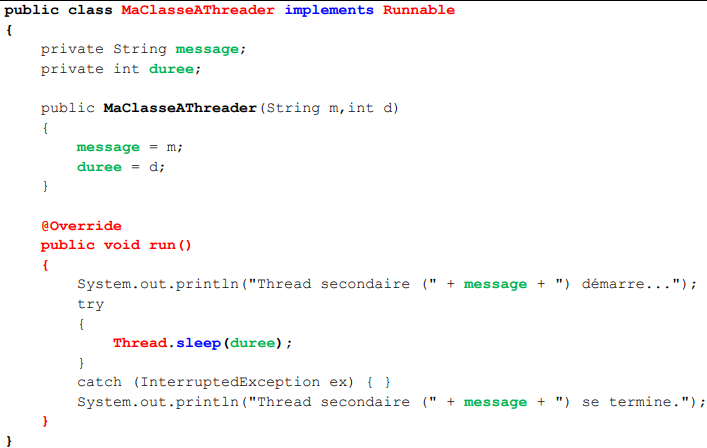 public class MaClasseAThreader implements Runnable
{
    private String message;
    private int duree;

    public MaClasseAThreader(String m,int d)
    {
        message = m;
        duree = d;
    }

    @Override
    public void run()
    {
        System.out.println("Thread secondaire (" + message + ") démarre...");
        try
        {
            Thread.sleep(duree);
        }
        catch (InterruptedException ex) { }
        System.out.println("Thread secondaire (" + message + ") se termine.");
    }
}